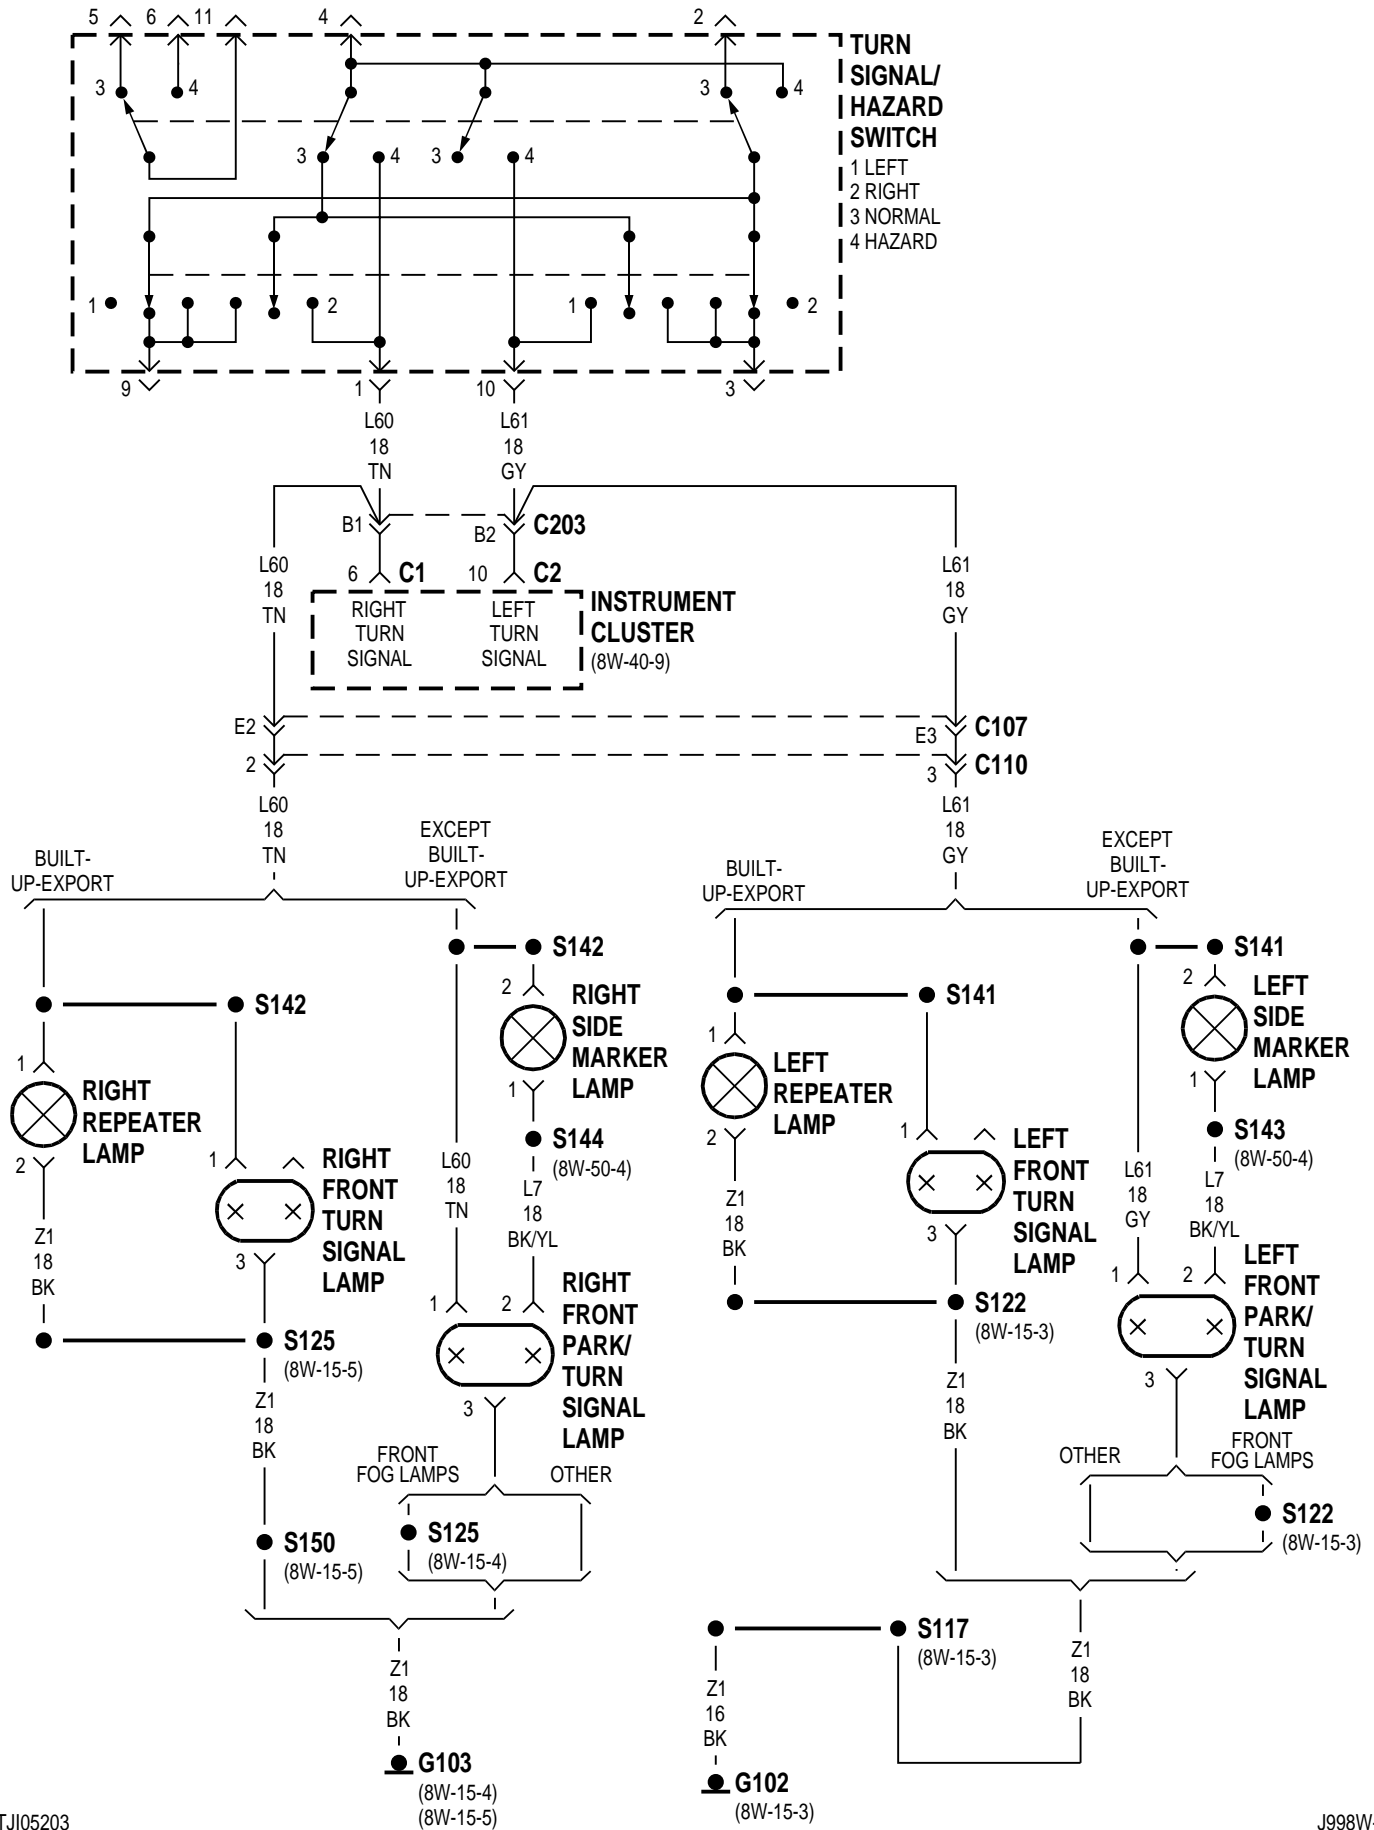 5 6 11 4 2
TURN
SIGNAL/
HAZARD
SWITCH
1 LEFT
2 RIGHT
3 NORMAL
4 HAZARD
3 4 3 4
3 4 3 4
1 2 1 2
9 1 10 3
L60
18
TN
L61
18
GY
B1 B2 C203
6 C1 10 C2
L60
18
TN
L61
18
GY
RIGHT
TURN
SIGNAL
LEFT
TURN
SIGNAL
INSTRUMENT
CLUSTER
(8W-40-9)
E2 E3 C107
2 3 C110
L60
18
TN
L61
18
GY
BUILT-
UP-EXPORT
EXCEPT
BUILT-
UP-EXPORT
BUILT-
UP-EXPORT
EXCEPT
BUILT-
UP-EXPORT
S142
1
RIGHT
REPEATER
LAMP
2
Z1
18
BK
1
RIGHT
FRONT
TURN
SIGNAL
LAMP
3
S125
(8W-15-5)
Z1
18
BK
S150
(8W-15-5)
S142
2
RIGHT
SIDE
MARKER
LAMP
1
S144
(8W-50-4)
L60
18
TN
L7
18
BK/YL
1 2
RIGHT
FRONT
PARK/
TURN
SIGNAL
LAMP
3
FRONT
FOG LAMPS
OTHER
S125
(8W-15-4)
Z1
18
BK
G103
(8W-15-4)
(8W-15-5)
S141
1
LEFT
REPEATER
LAMP
2
Z1
18
BK
1
LEFT
FRONT
TURN
SIGNAL
LAMP
3
S122
(8W-15-3)
Z1
18
BK
S141
2
LEFT
SIDE
MARKER
LAMP
1
S143
(8W-50-4)
L61
18
GY
L7
18
BK/YL
1 2
LEFT
FRONT
PARK/
TURN
SIGNAL
LAMP
3
OTHER
FRONT
FOG LAMPS
S122
(8W-15-3)
S117
(8W-15-3)
Z1
18
BK
Z1
16
BK
G102
(8W-15-3)
TJI05203
J998W-